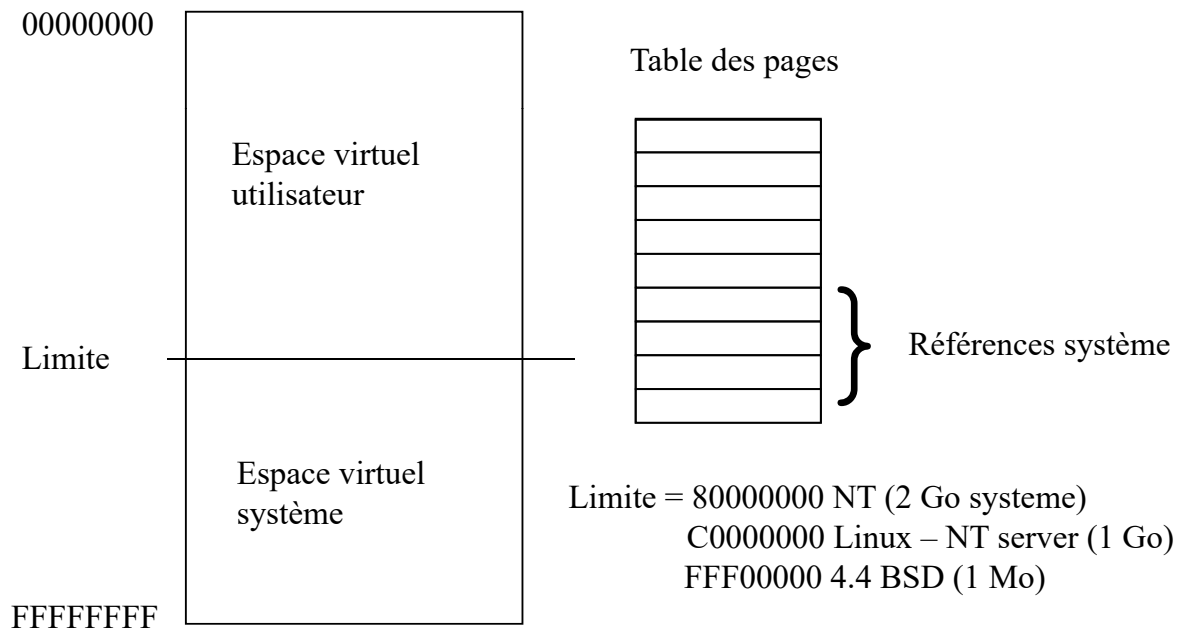 00000000
Table des pages
Espace virtuel
utilisateur
Limite
Références système
Espace virtuel
système
Limite = 80000000 NT (2 Go systeme)
C0000000 Linux – NT server (1 Go)
FFF00000 4.4 BSD (1 Mo)
FFFFFFFF